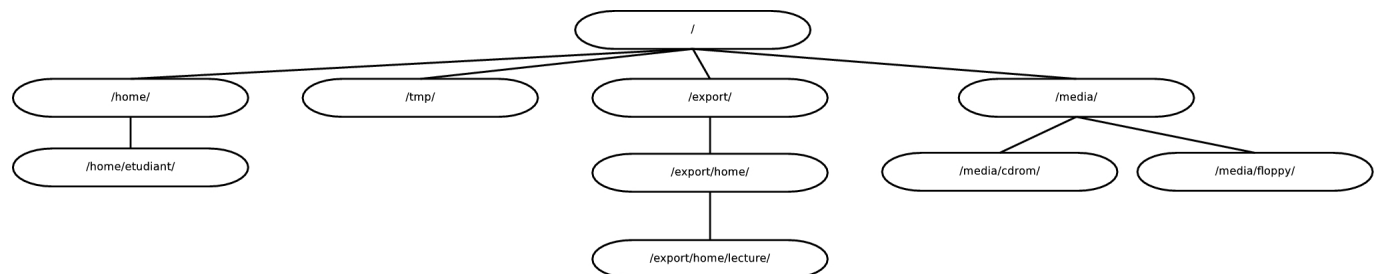 /
/home/
/tmp/
/export/
/media/
/home/etudiant/
/export/home/
/media/cdrom/
/media/floppy/
/export/home/lecture/